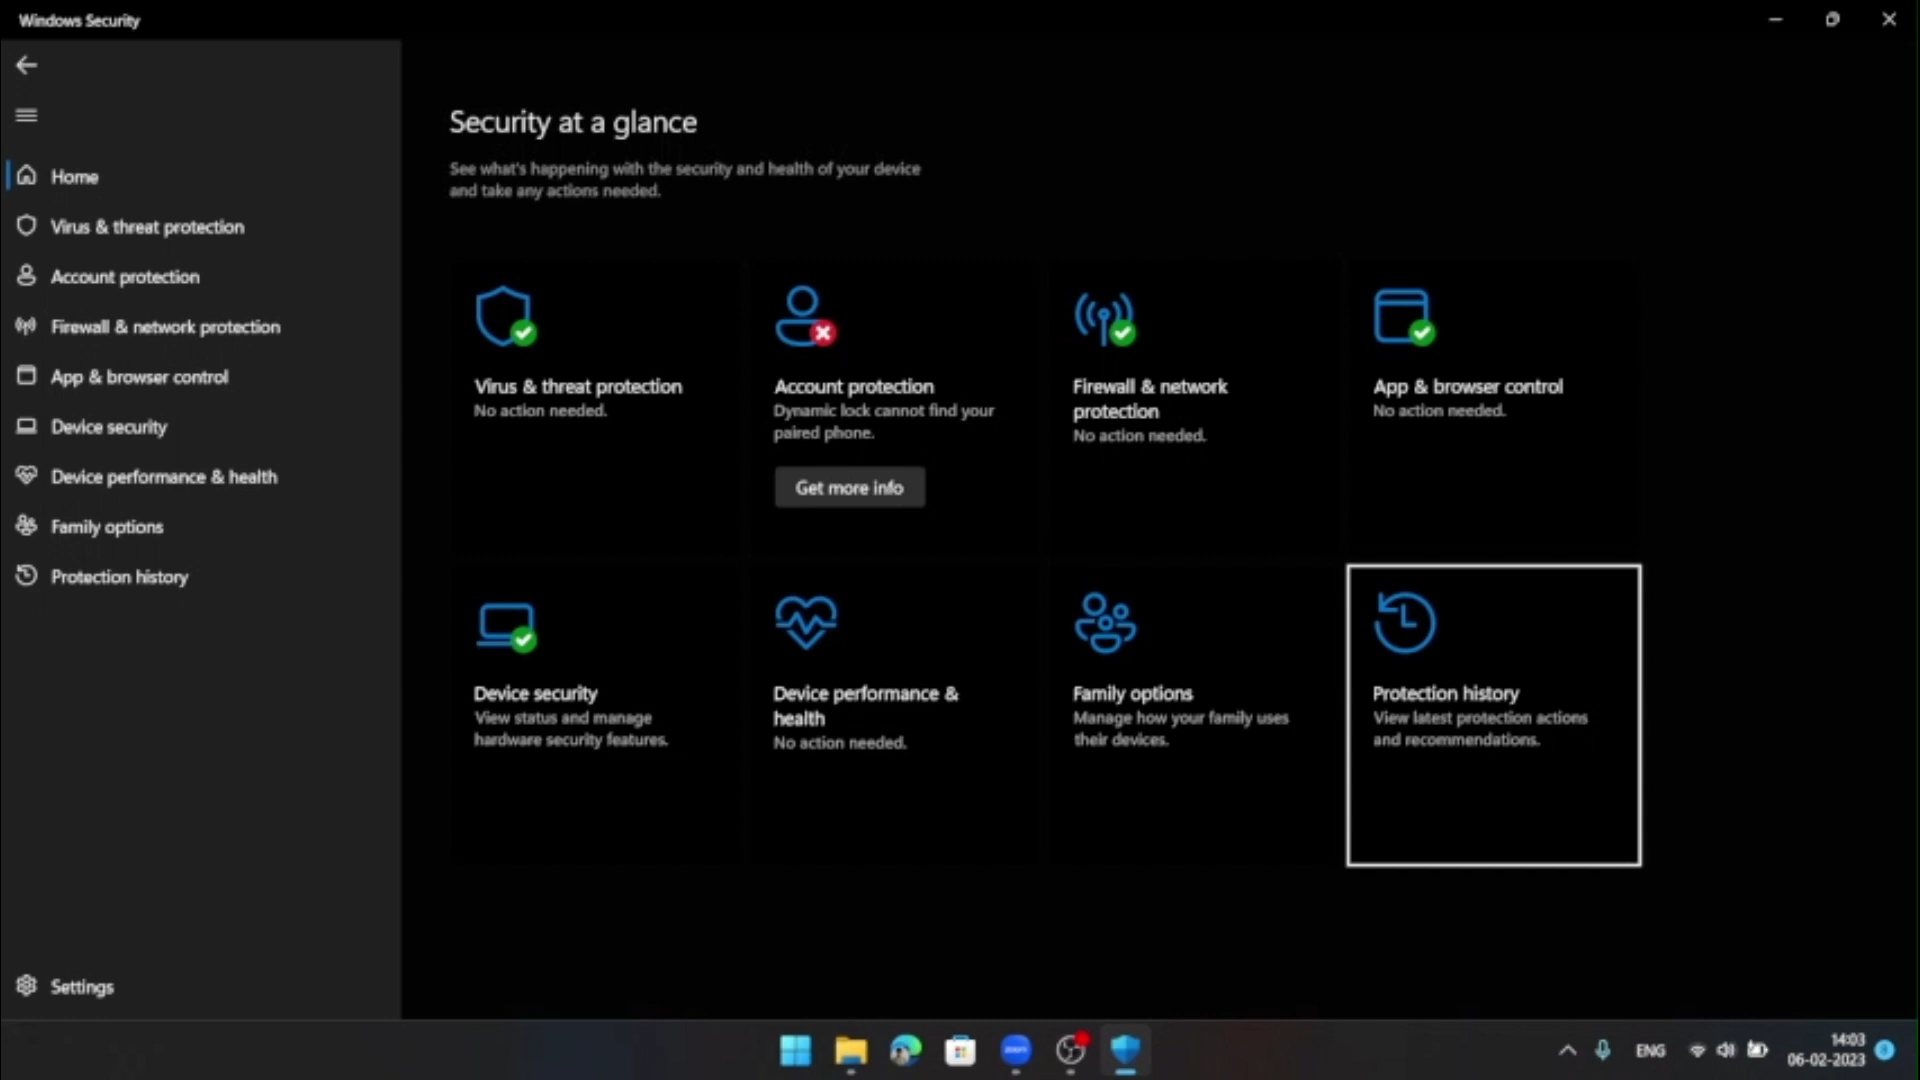 Windows Security
Home
Virus & threat protection
Account protection
Firewall & network protection
App & browser control
Device security
Device performance & health
Family options
Protection history
Settings
Security at a glance
See what's happening with the security and health of your device
and take any actions needed.
Virus & threat protection
No action needed.
Account protection
Dynamic lock cannot find your
paired phone.
Get more info
Firewall & network
protection
No action needed.
App & browser control
No action needed.
Device security
View status and manage
hardware security features.
Device performance &
health
No action needed.
Family options
Manage how your family uses
their devices.
Protection history
View latest protection actions
and recommendations.
zoom
ENG
14:03
06-02-2023